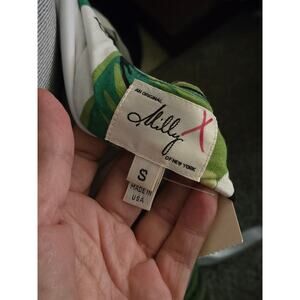 AN ORIGINAL
Milly
OF NEW YORK
S
MADE IN
USA